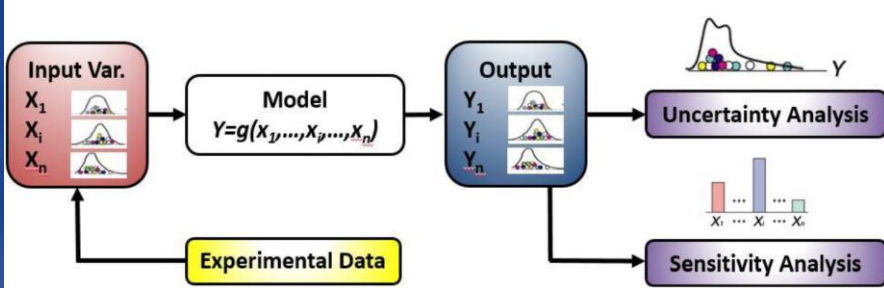 Input Var.
X1
Xi
Xn
Model
Y=g(x1,...,xi,...,xn)
Output
Y1
Yi
Yn
Y
Uncertainty Analysis
X1 ... Xi ... Xn
Sensitivity Analysis
Experimental Data